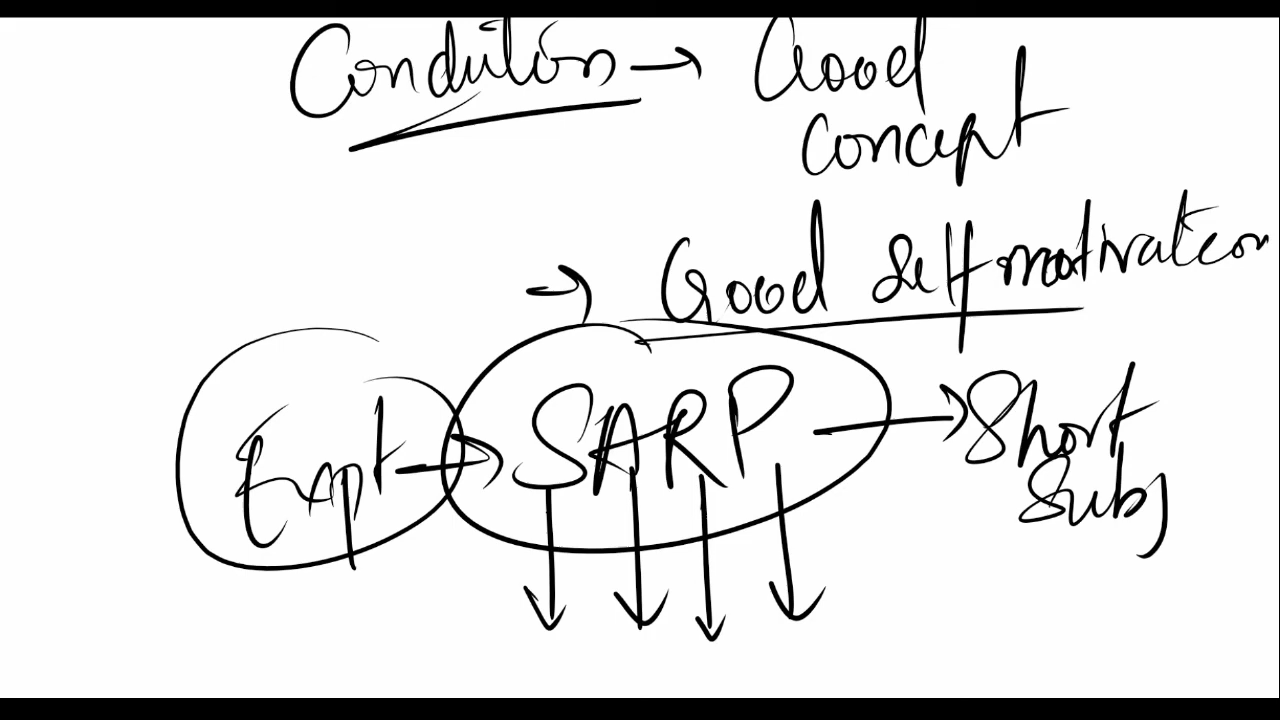 Condition → Good
concept
→ Good self motivation
Expt → SARP → Short
Subj